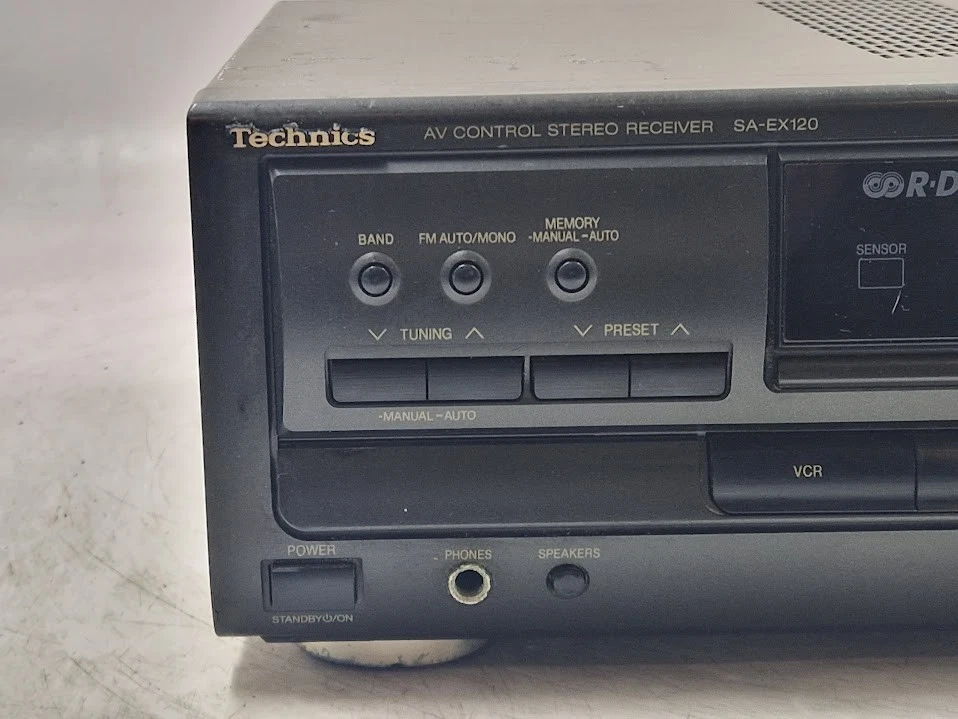 Technics AV CONTROL STEREO RECEIVER SA-EX120
R·D
SENSOR
MEMORY
BAND FM AUTO/MONO -MANUAL –AUTO
TUNING PRESET
-MANUAL –AUTO
VCR
POWER PHONES SPEAKERS
STANDBY⏻/ON